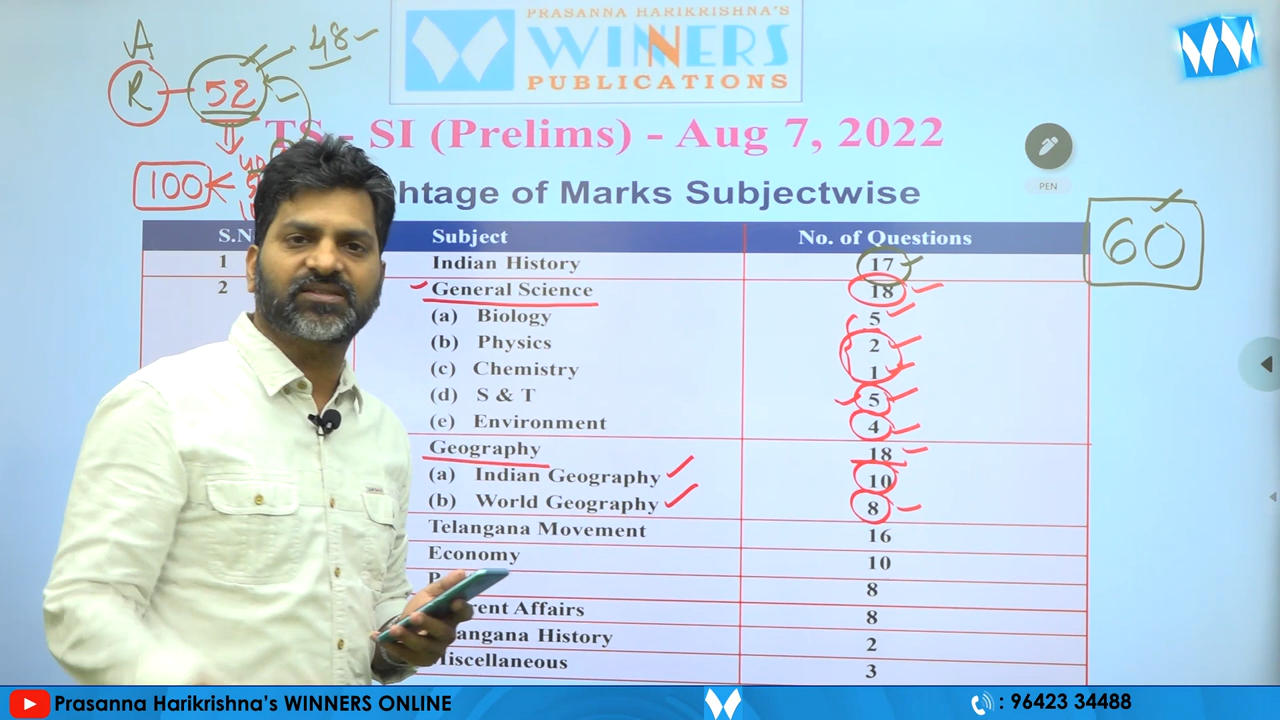 A
R - 52
48
100
PRASANNA HARIKRISHNA'S
WINNERS
PUBLICATIONS
TS - SI (Prelims) - Aug 7, 2022
PEN
htage of Marks Subjectwise
60
S.N Subject No. of Questions
1 Indian History 17
2 General Science 18
(a) Biology 5
(b) Physics 2
(c) Chemistry 1
(d) S & T 5
(e) Environment 4
Geography 18
(a) Indian Geography 10
(b) World Geography 8
Telangana Movement 16
Economy 10
8
rent Affairs 8
angana History 2
Miscellaneous 3
Prasanna Harikrishna's WINNERS ONLINE : 96423 34488